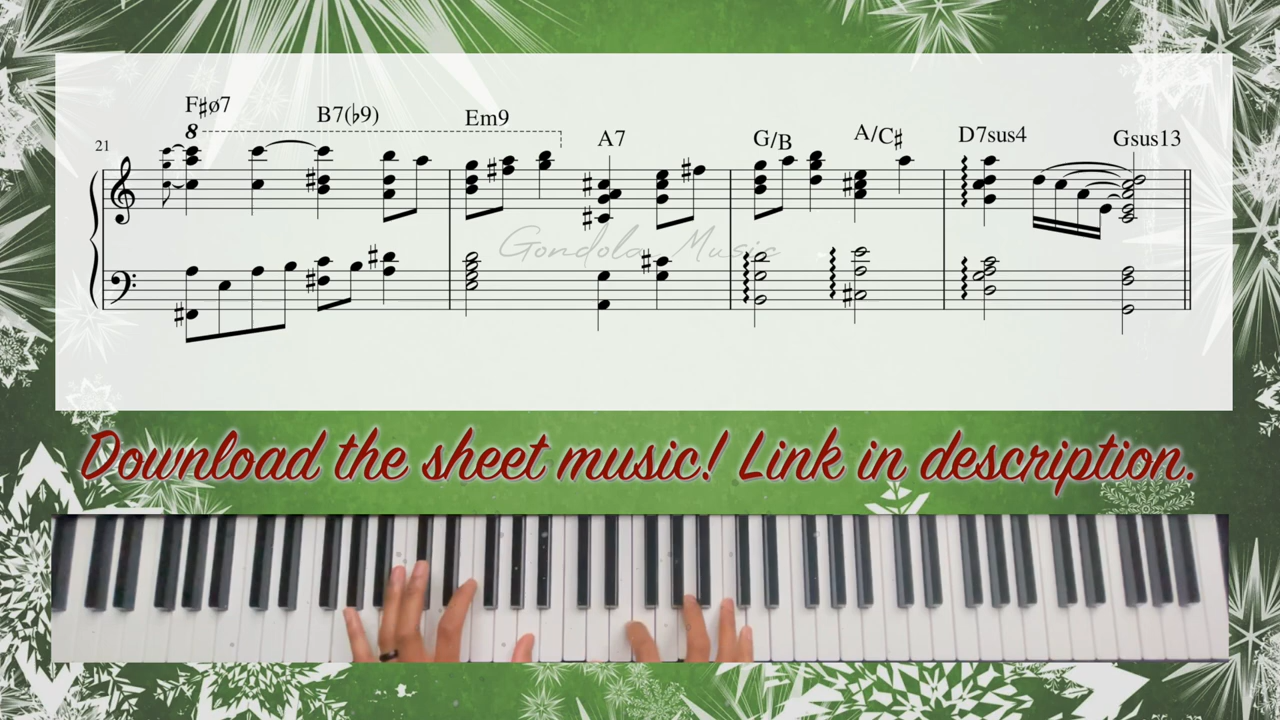 F#ø7 B7(♭9) Em9 A7 G/B A/C# D7sus4 Gsus13
8
21
Gondola Music
Download the sheet music! Link in description.